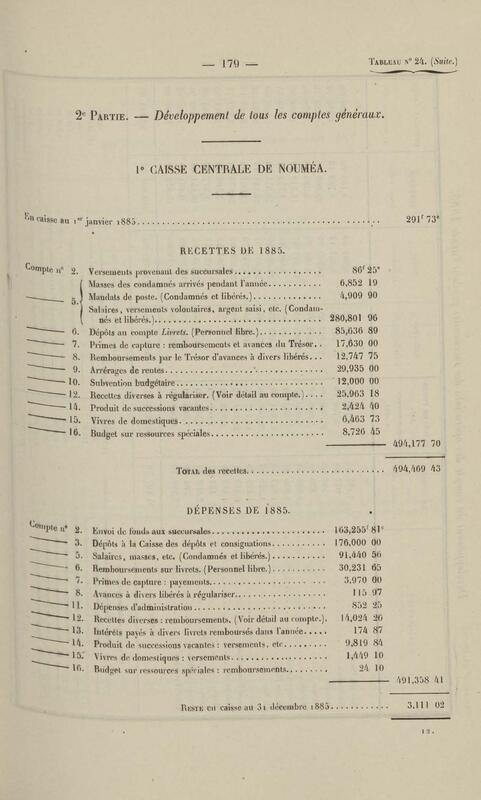 — 179 —
TABLEAU N° 24. (Suite.)
2e PARTIE. — Développement de tous les comptes généraux.
1° CAISSE CENTRALE DE NOUMÉA.
En caisse au 1er janvier 1885........ 291f 73c
RECETTES DE 1885.
Compte n° 2. Versements provenant des succursales........ 86f 25c
Masses des condamnés arrivés pendant l'année........ 6,852 19
5. Mandats de poste. (Condamnés et libérés.)........ 4,909 90
Salaires, versements volontaires, argent saisi, etc. (Condam-
nés et libérés.)........ 280,801 96
6. Dépôts au compte Livrets. (Personnel libre.)........ 85,636 89
7. Primes de capture : remboursements et avances du Trésor.. 17,630 00
8. Remboursements par le Trésor d'avances à divers libérés... 12,747 75
9. Arrérages de rentes........ 29,935 00
10. Subvention budgétaire........ 12,000 00
12. Recettes diverses à régulariser. (Voir détail au compte.).... 25,963 18
14. Produit de successions vacantes........ 2,424 40
15. Vivres de domestiques........ 6,463 73
16. Budget sur ressources spéciales........ 8,726 45
494,177 70
TOTAL des recettes........ 494,469 43
DÉPENSES DE 1885.
Compte n° 2. Envoi de fonds aux succursales........ 163,255f 81c
3. Dépôts à la Caisse des dépôts et consignations........ 176,000 00
5. Salaires, masses, etc. (Condamnés et libérés.)........ 91,440 56
6. Remboursements sur livrets. (Personnel libre.)........ 30,231 65
7. Primes de capture : payements........ 3,970 00
8. Avances à divers libérés à régulariser........ 115 97
11. Dépenses d'administration........ 852 25
12. Recettes diverses : remboursements. (Voir détail au compte.). 14,024 26
13. Intérêts payés à divers livrets remboursés dans l'année..... 174 87
14. Produit de successions vacantes : versements, etc........ 9,819 84
15. Vivres de domestiques : versements........ 1,449 10
16. Budget sur ressources spéciales : remboursements........ 24 10
491,358 41
RESTE en caisse au 31 décembre 1885........ 3,111 02
12.